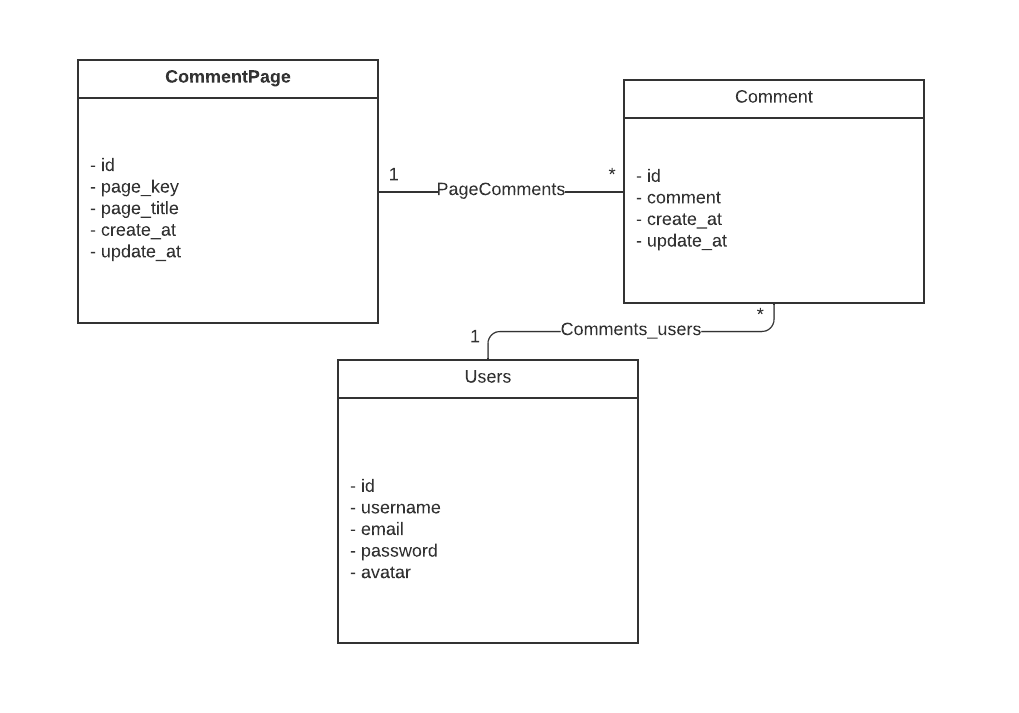 CommentPage
- id
- page_key
- page_title
- create_at
- update_at
1
PageComments
*
Comment
- id
- comment
- create_at
- update_at
*
Comments_users
1
Users
- id
- username
- email
- password
- avatar